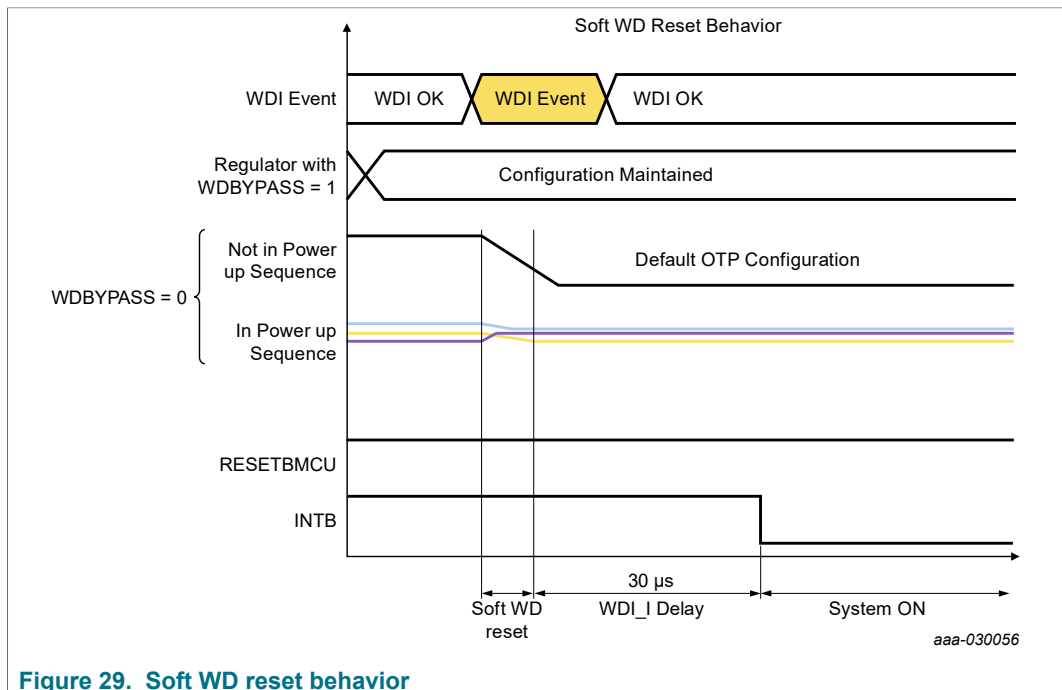 Soft WD Reset Behavior
WDI Event
WDI OK
WDI Event
WDI OK
Regulator with
WDBYPASS = 1
Configuration Maintained
Not in Power
up Sequence
Default OTP Configuration
WDBYPASS = 0
In Power up
Sequence
RESETBMCU
INTB
30 µs
Soft WD
reset
WDI_I Delay
System ON
aaa-030056
Figure 29. Soft WD reset behavior